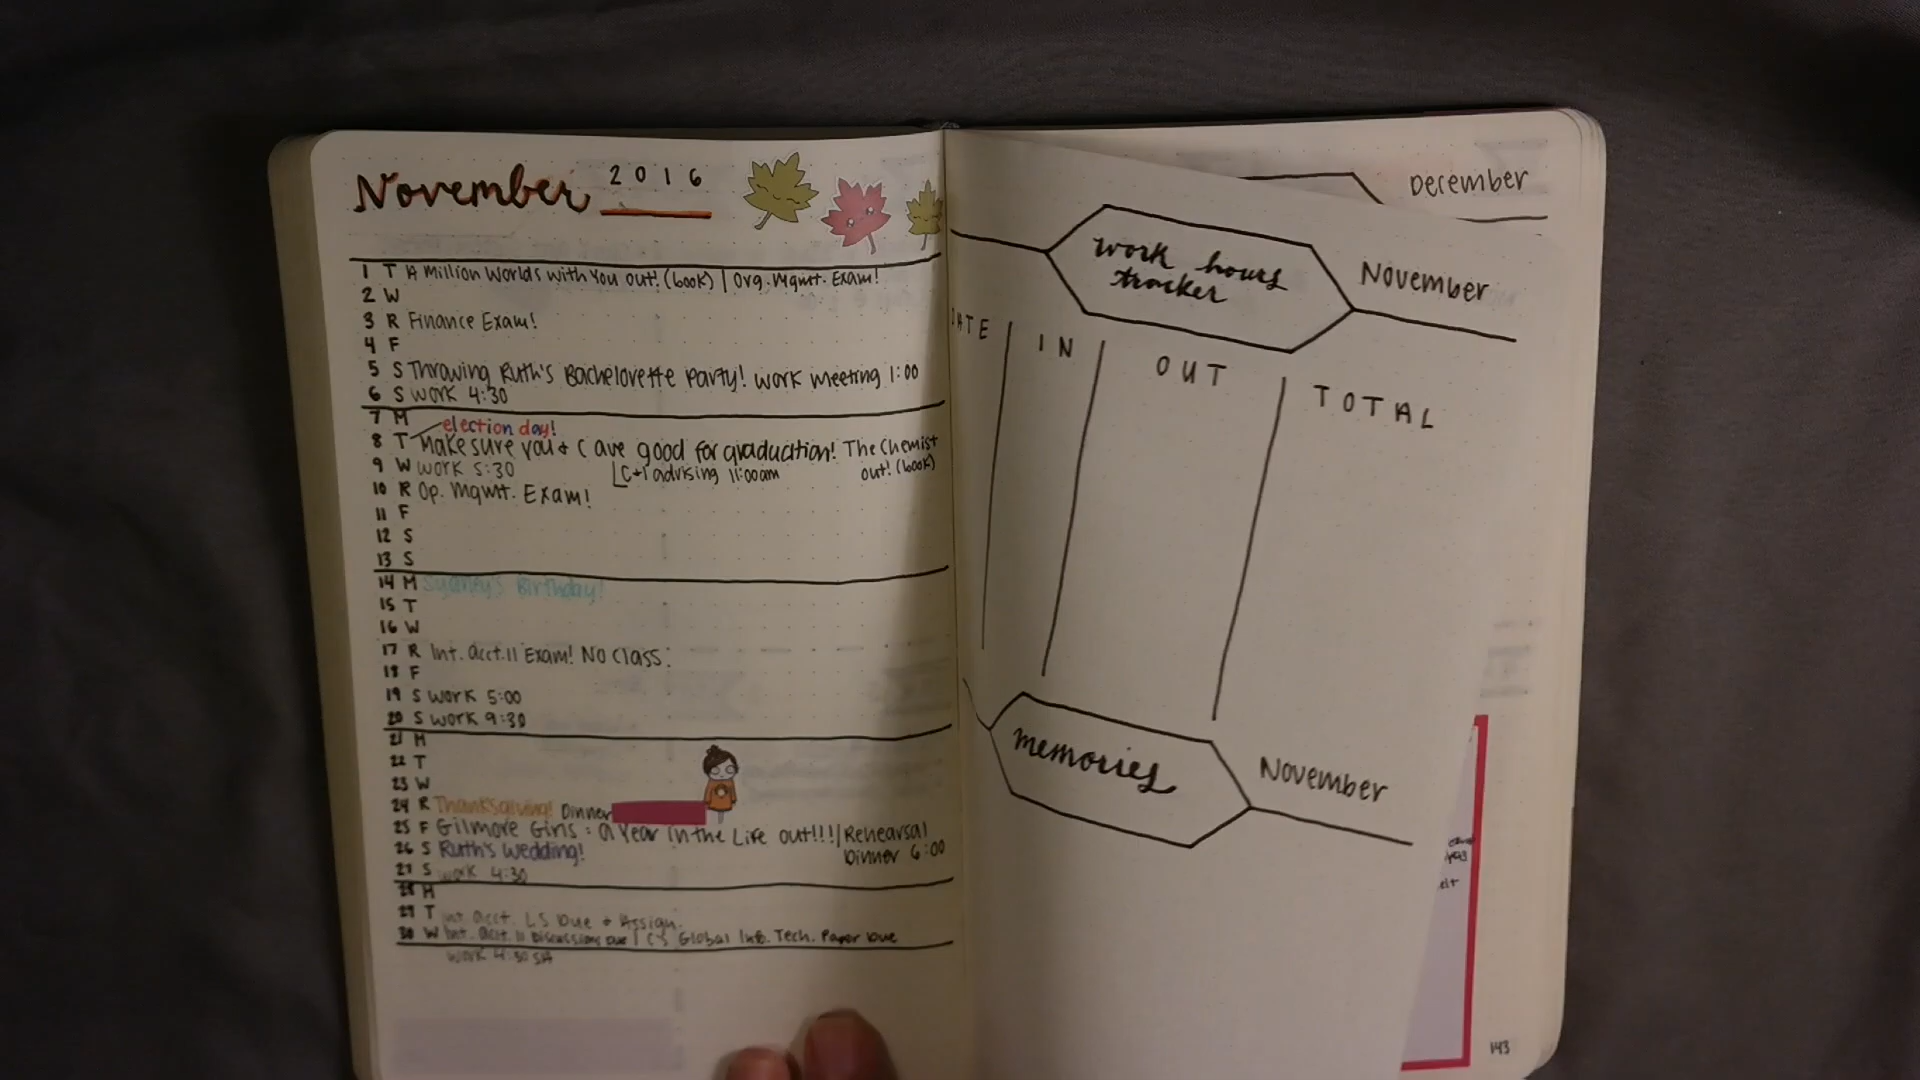 November 2016
1 T A Million Worlds with You out! (book) | Org. Mgmt. Exam!
2 W
3 R Finance Exam!
4 F
5 S Throwing Ruth's Bachelorette Party! work meeting 1:00
6 S work 4:30
7 M
election day!
8 T Make sure you & C are good for graduation! The Chemist out! (book)
9 W work 5:30
C+I advising 11:00am
10 R Op. Mgmt. Exam!
11 F
12 S
13 S
14 M Sydney's Birthday!
15 T
16 W
17 R Int. Acct. II Exam! No Class:
18 F
19 S work 5:00
20 S work 9:30
21 M
22 T
23 W
24 R Thanksgiving! Dinner
25 F Gilmore Girls: A Year in the Life out!!! | Rehearsal Dinner 6:00
26 S Ruth's Wedding!
27 S work 4:30
28 M
29 T Int. Acct. LS Due + Assign.
30 W Int. Acct. II Discussions Due | CS Global Info. Tech. Paper Due
work 4:30
December
work hours
tracker
November
DATE IN OUT TOTAL
memories
November
143